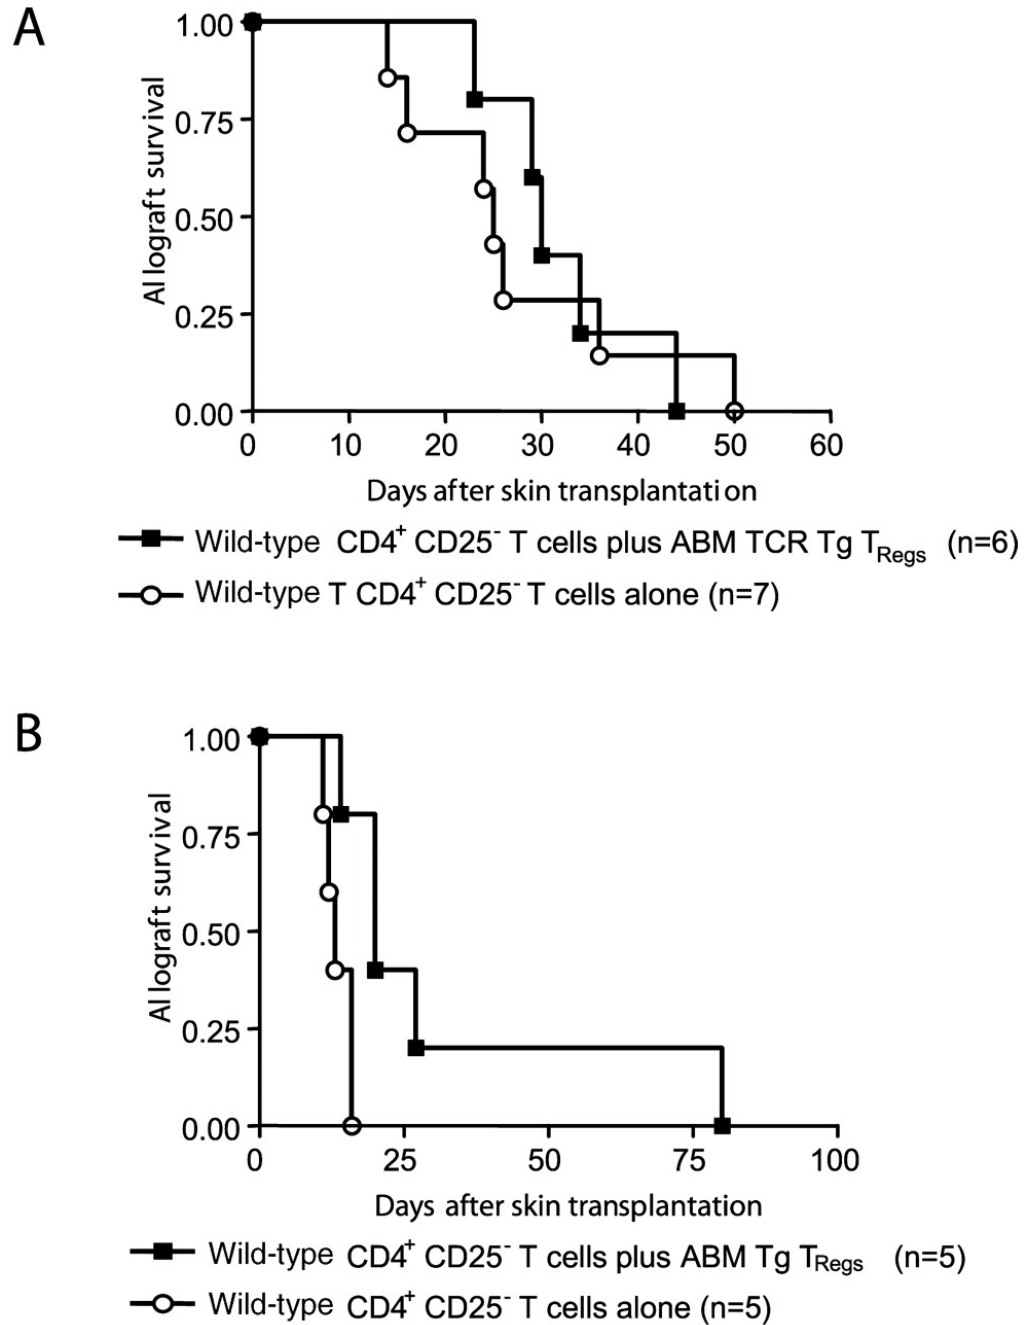 A
1.00
0.75
0.50
0.25
0.00
Allograft survival
0 10 20 30 40 50 60
Days after skin transplantation
Wild-type CD4⁺ CD25⁻ T cells plus ABM TCR Tg T_Regs (n=6)
Wild-type T CD4⁺ CD25⁻ T cells alone (n=7)
B
1.00
0.75
0.50
0.25
0.00
Allograft survival
0 25 50 75 100
Days after skin transplantation
Wild-type CD4⁺ CD25⁻ T cells plus ABM Tg T_Regs (n=5)
Wild-type CD4⁺ CD25⁻ T cells alone (n=5)